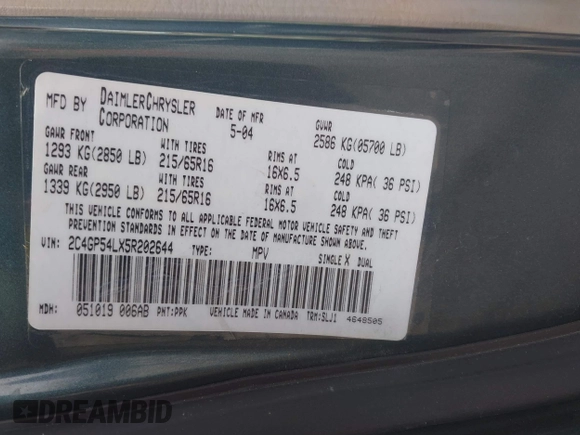 MFD BY DAIMLERCHRYSLER CORPORATION
DATE OF MFR 5-04
GVWR 2586 KG(05700 LB)
GAWR FRONT WITH TIRES RIMS AT COLD
1293 KG(2850 LB) 215/65R16 16X6.5 248 KPA( 36 PSI)
GAWR REAR WITH TIRES RIMS AT COLD
1339 KG(2950 LB) 215/65R16 16X6.5 248 KPA( 36 PSI)
THIS VEHICLE CONFORMS TO ALL APPLICABLE FEDERAL MOTOR VEHICLE SAFETY AND THEFT
PREVENTION STANDARDS IN EFFECT ON THE DATE OF MANUFACTURE SHOWN ABOVE.
VIN: 2C4GP54LX5R202644 TYPE: MPV SINGLE X DUAL
MDH: 051019 006AB PNT:PPK VEHICLE MADE IN CANADA TRM:SLJ1 4648505
DREAMBID